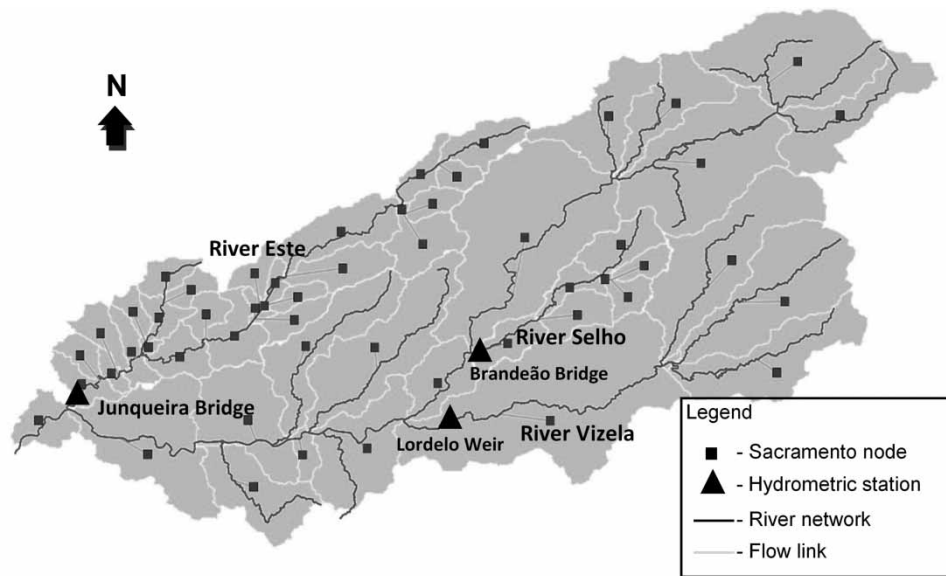 N
River Este
River Selho
Brandeão Bridge
Junqueira Bridge
River Vizela
Lordelo Weir
Legend
- Sacramento node
- Hydrometric station
- River network
- Flow link